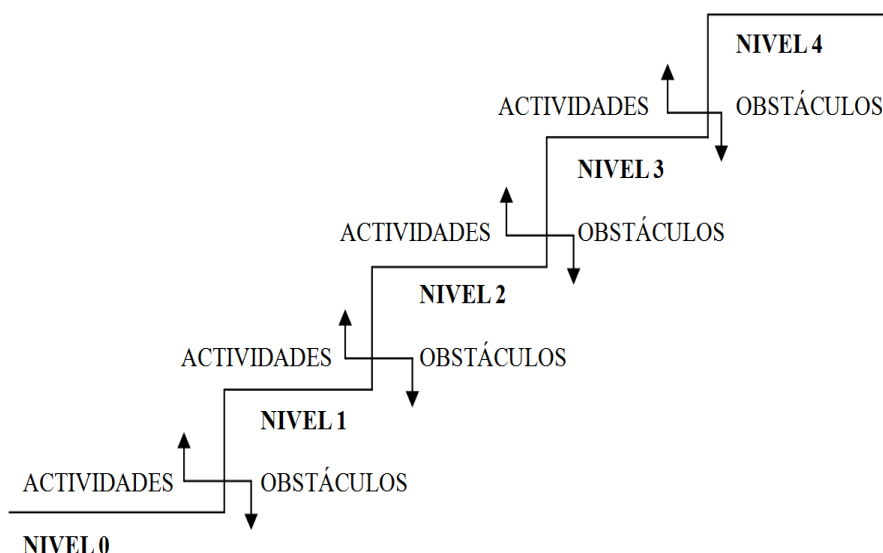 NIVEL 4
ACTIVIDADES OBSTÁCULOS
NIVEL 3
ACTIVIDADES OBSTÁCULOS
NIVEL 2
ACTIVIDADES OBSTÁCULOS
NIVEL 1
ACTIVIDADES OBSTÁCULOS
NIVEL 0